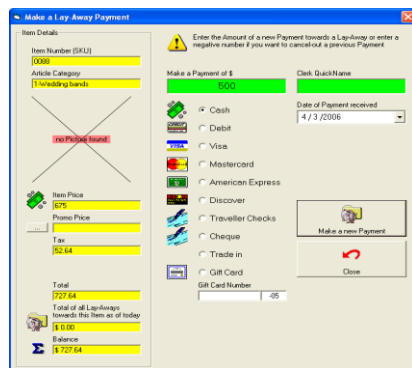 Make a Lay-Away Payment
Item Details
Item Number (SKU)
0088
Article Category
1-Wedding bands
no Picture found
Item Price
675
Promo Price
...
Tax
52.64
Total
727.64
Total of all Lay-Aways
towards this Item as of today
$ 0.00
Balance
Σ
$ 727.64
Enter the Amount of a new Payment towards a Lay-Away or enter a
negative number if you want to cancel-out a previous Payment
Make a Payment of $
500
Clerk QuickName
Date of Payment received
4 / 3 /2006
Cash
Debit
VISA
Visa
Mastercard
American Express
Discover
Traveller Checks
Cheque
Trade in
Gift Card
Gift Card Number
-05
Make a new Payment
Close